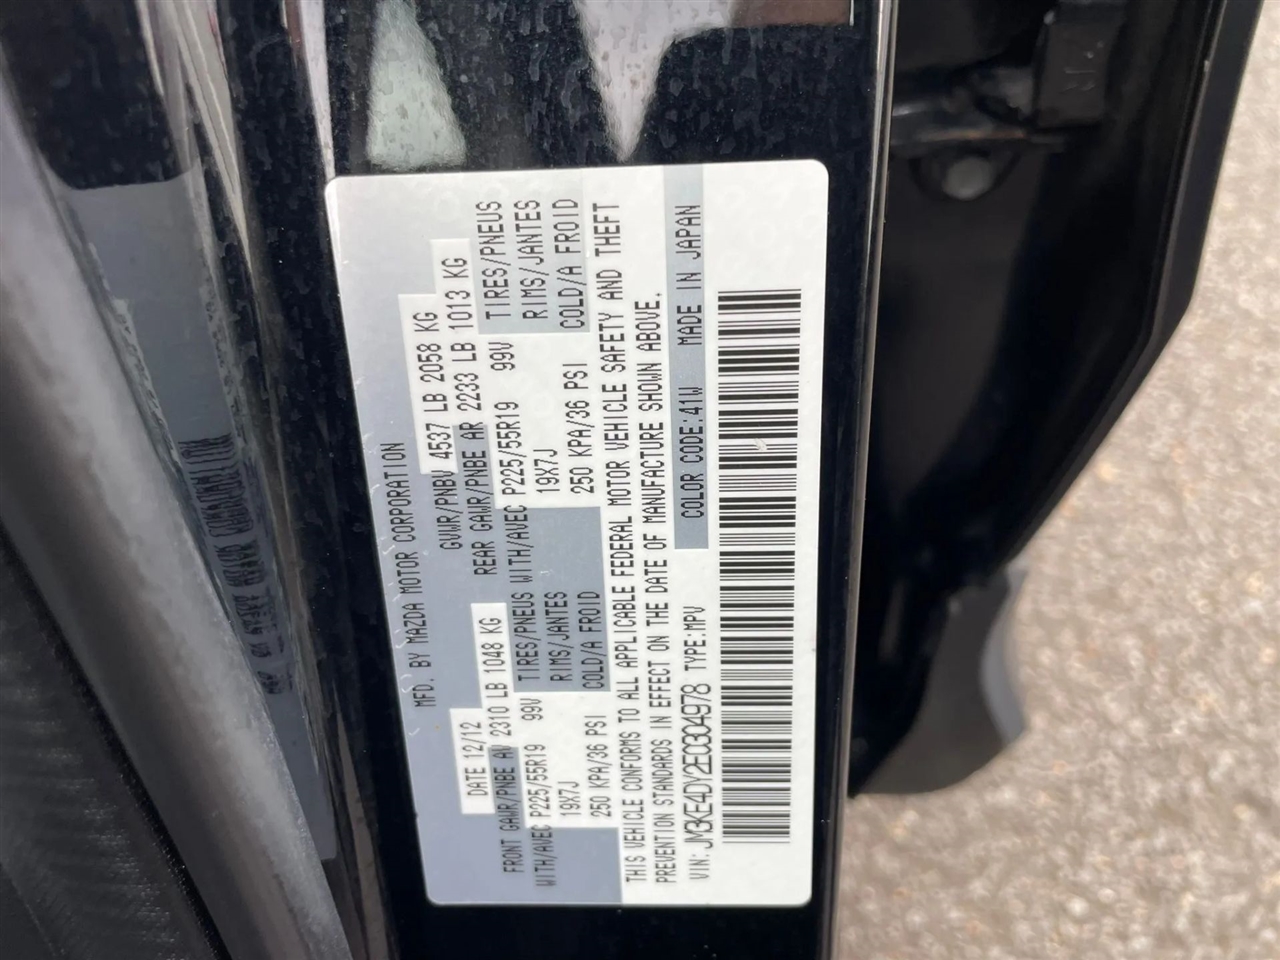 MFD. BY MAZDA MOTOR CORPORATION
DATE 12/12 GVWR/PNBV 4537 LB 2058 KG
FRONT GAWR/PNBE AV 2310 LB 1048 KG REAR GAWR/PNBE AR 2233 LB 1013 KG
WITH/AVEC P225/55R19 99V TIRES/PNEUS WITH/AVEC P225/55R19 99V TIRES/PNEUS
19X7J RIMS/JANTES 19X7J RIMS/JANTES
250 KPA/36 PSI COLD/A FROID 250 KPA/36 PSI COLD/A FROID
THIS VEHICLE CONFORMS TO ALL APPLICABLE FEDERAL MOTOR VEHICLE SAFETY AND THEFT
PREVENTION STANDARDS IN EFFECT ON THE DATE OF MANUFACTURE SHOWN ABOVE.
VIN: JM3KE4DY2E0304978 TYPE:MPV COLOR CODE:41W MADE IN JAPAN